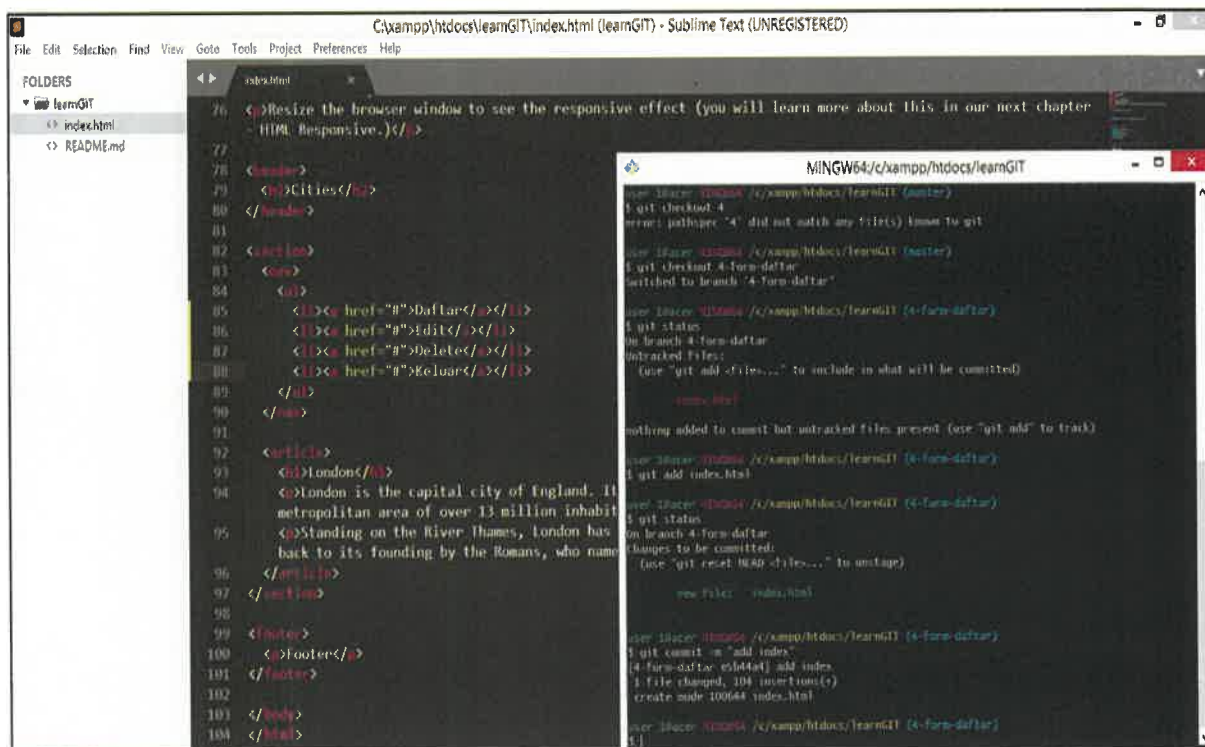 C:\xampp\htdocs\learnGIT\index.html (learnGIT) - Sublime Text (UNREGISTERED)
File Edit Selection Find View Goto Tools Project Preferences Help
FOLDERS
learnGIT
index.html
README.md
index.html
76 <p>Resize the browser window to see the responsive effect (you will learn more about this in our next chapter
- HTML Responsive.)</p>
77
78 <header>
79 <h2>Cities</h2>
80 </header>
81
82 <section>
83 <nav>
84 <ul>
85 <li><a href="#">Daftar</a></li>
86 <li><a href="#">Edit</a></li>
87 <li><a href="#">Delete</a></li>
88 <li><a href="#">Keluar</a></li>
89 </ul>
90 </nav>
91
92 <article>
93 <h1>London</h1>
94 <p>London is the capital city of England. It
metropolitan area of over 13 million inhabit
95 <p>Standing on the River Thames, London has
back to its founding by the Romans, who name
96 </article>
97 </section>
98
99 <footer>
100 <p>Footer</p>
101 </footer>
102
103 </body>
104 </html>
MINGW64:/c/xampp/htdocs/learnGIT
/c/xampp/htdocs/learnGIT (master)
$ git checkout 4
error: pathspec '4' did not match any file(s) known to git
/c/xampp/htdocs/learnGIT (master)
$ git checkout 4-form-daftar
Switched to branch '4-form-daftar'
/c/xampp/htdocs/learnGIT (4-form-daftar)
$ git status
On branch 4-form-daftar
Untracked files:
(use "git add <file>..." to include in what will be committed)
index.html
nothing added to commit but untracked files present (use "git add" to track)
/c/xampp/htdocs/learnGIT (4-form-daftar)
$ git add index.html
/c/xampp/htdocs/learnGIT (4-form-daftar)
$ git status
On branch 4-form-daftar
Changes to be committed:
(use "git reset HEAD <file>..." to unstage)
new file: index.html
/c/xampp/htdocs/learnGIT (4-form-daftar)
$ git commit -m "add index"
[4-form-daftar e5b44a4] add index
1 file changed, 104 insertions(+)
create mode 100644 index.html
/c/xampp/htdocs/learnGIT (4-form-daftar)
$